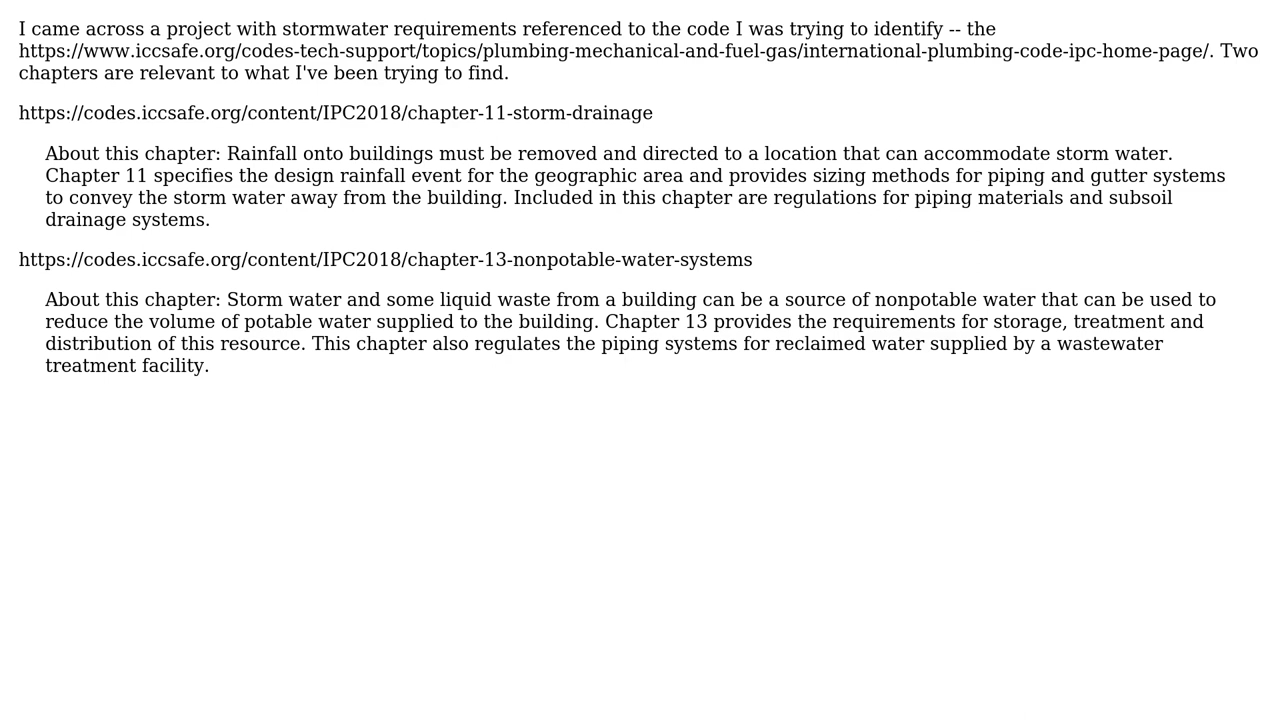 I came across a project with stormwater requirements referenced to the code I was trying to identify -- the
https://www.iccsafe.org/codes-tech-support/topics/plumbing-mechanical-and-fuel-gas/international-plumbing-code-ipc-home-page/. Two
chapters are relevant to what I've been trying to find.
https://codes.iccsafe.org/content/IPC2018/chapter-11-storm-drainage
About this chapter: Rainfall onto buildings must be removed and directed to a location that can accommodate storm water.
Chapter 11 specifies the design rainfall event for the geographic area and provides sizing methods for piping and gutter systems
to convey the storm water away from the building. Included in this chapter are regulations for piping materials and subsoil
drainage systems.
https://codes.iccsafe.org/content/IPC2018/chapter-13-nonpotable-water-systems
About this chapter: Storm water and some liquid waste from a building can be a source of nonpotable water that can be used to
reduce the volume of potable water supplied to the building. Chapter 13 provides the requirements for storage, treatment and
distribution of this resource. This chapter also regulates the piping systems for reclaimed water supplied by a wastewater
treatment facility.